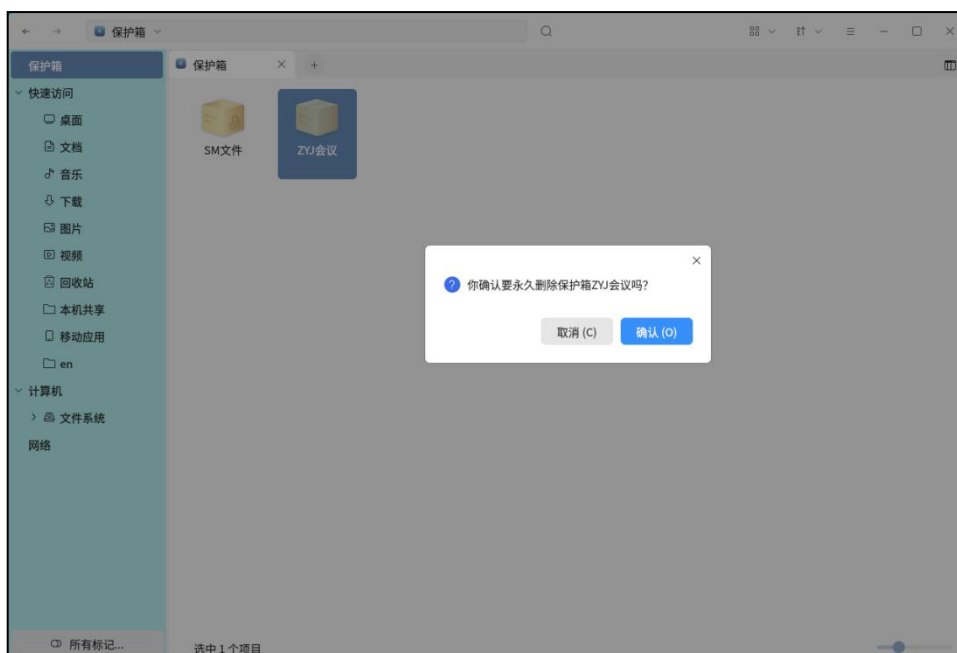 保护箱
保护箱
保护箱
快速访问
桌面
文档
音乐
下载
图片
视频
回收站
本机共享
移动应用
en
计算机
文件系统
网络
所有标记...
SM文件
ZYJ会议
你确认要永久删除保护箱ZYJ会议吗?
取消 (C)
确认 (O)
选中 1 个项目